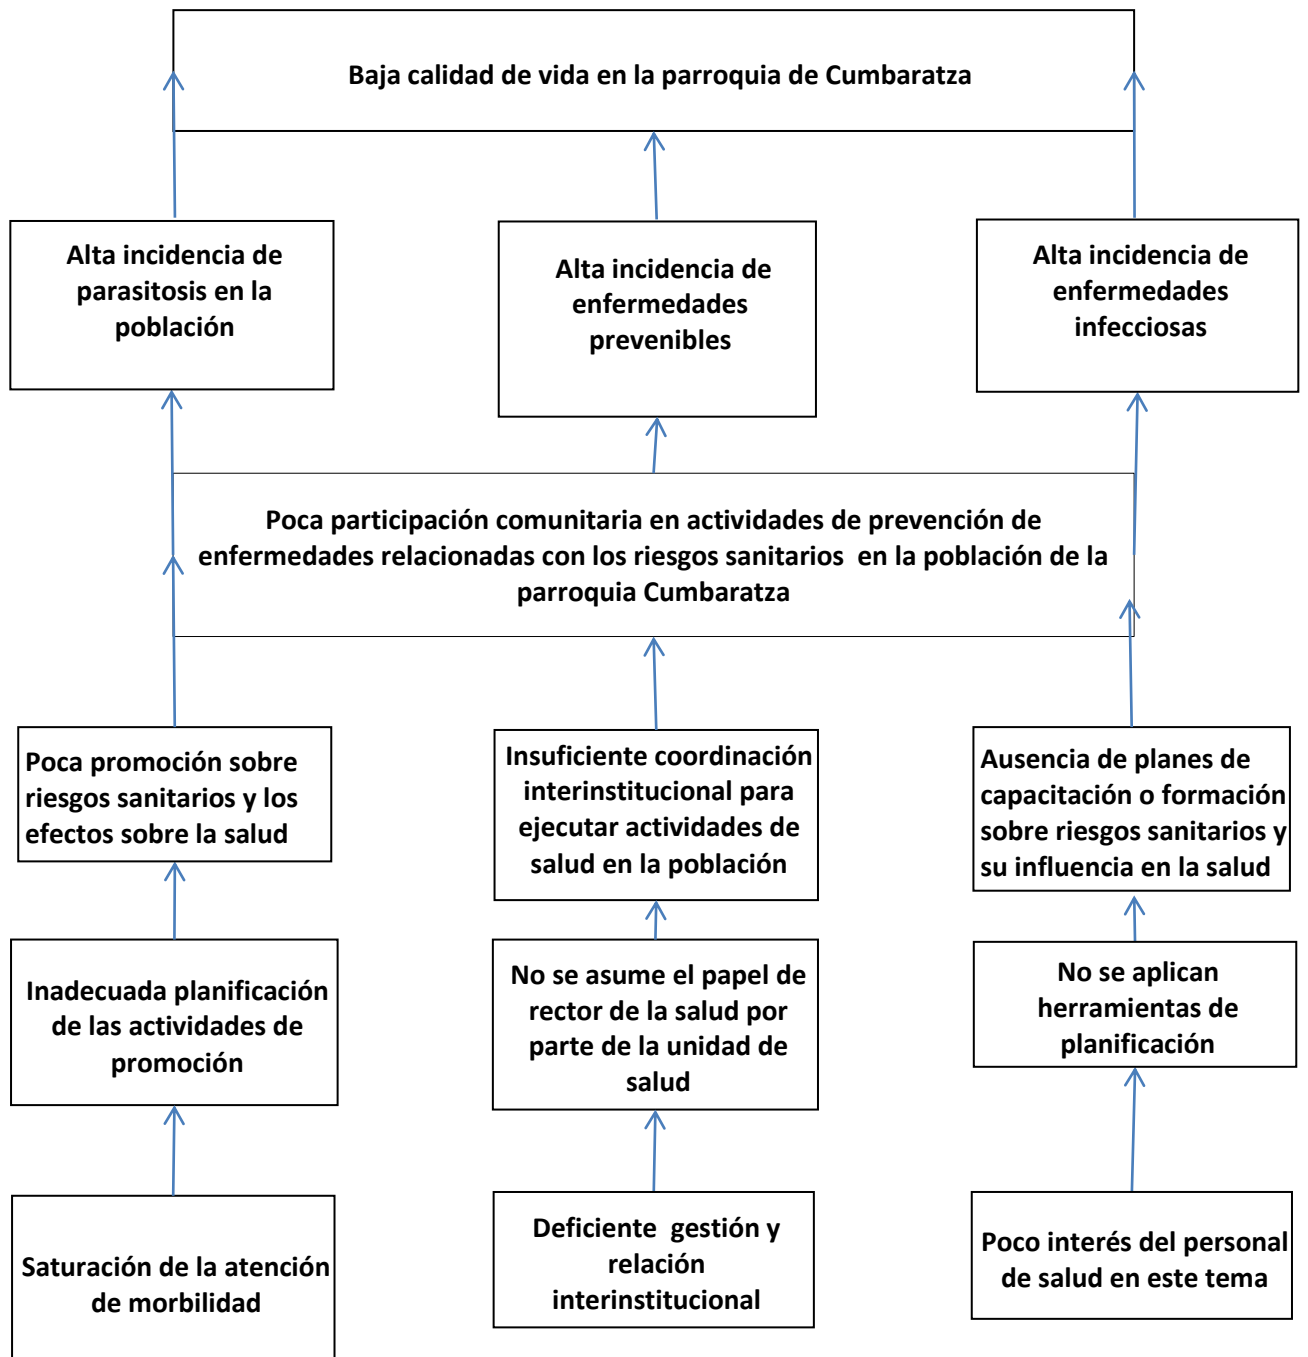 Baja calidad de vida en la parroquia de Cumbaratza
Alta incidencia de
parasitosis en la
población
Alta incidencia de
enfermedades
prevenibles
Alta incidencia de
enfermedades
infecciosas
Poca participación comunitaria en actividades de prevención de
enfermedades relacionadas con los riesgos sanitarios en la población de la
parroquia Cumbaratza
Poca promoción sobre
riesgos sanitarios y los
efectos sobre la salud
Insuficiente coordinación
interinstitucional para
ejecutar actividades de
salud en la población
Ausencia de planes de
capacitación o formación
sobre riesgos sanitarios y
su influencia en la salud
Inadecuada planificación
de las actividades de
promoción
No se asume el papel de
rector de la salud por
parte de la unidad de
salud
No se aplican
herramientas de
planificación
Saturación de la atención
de morbilidad
Deficiente gestión y
relación
interinstitucional
Poco interés del personal
de salud en este tema